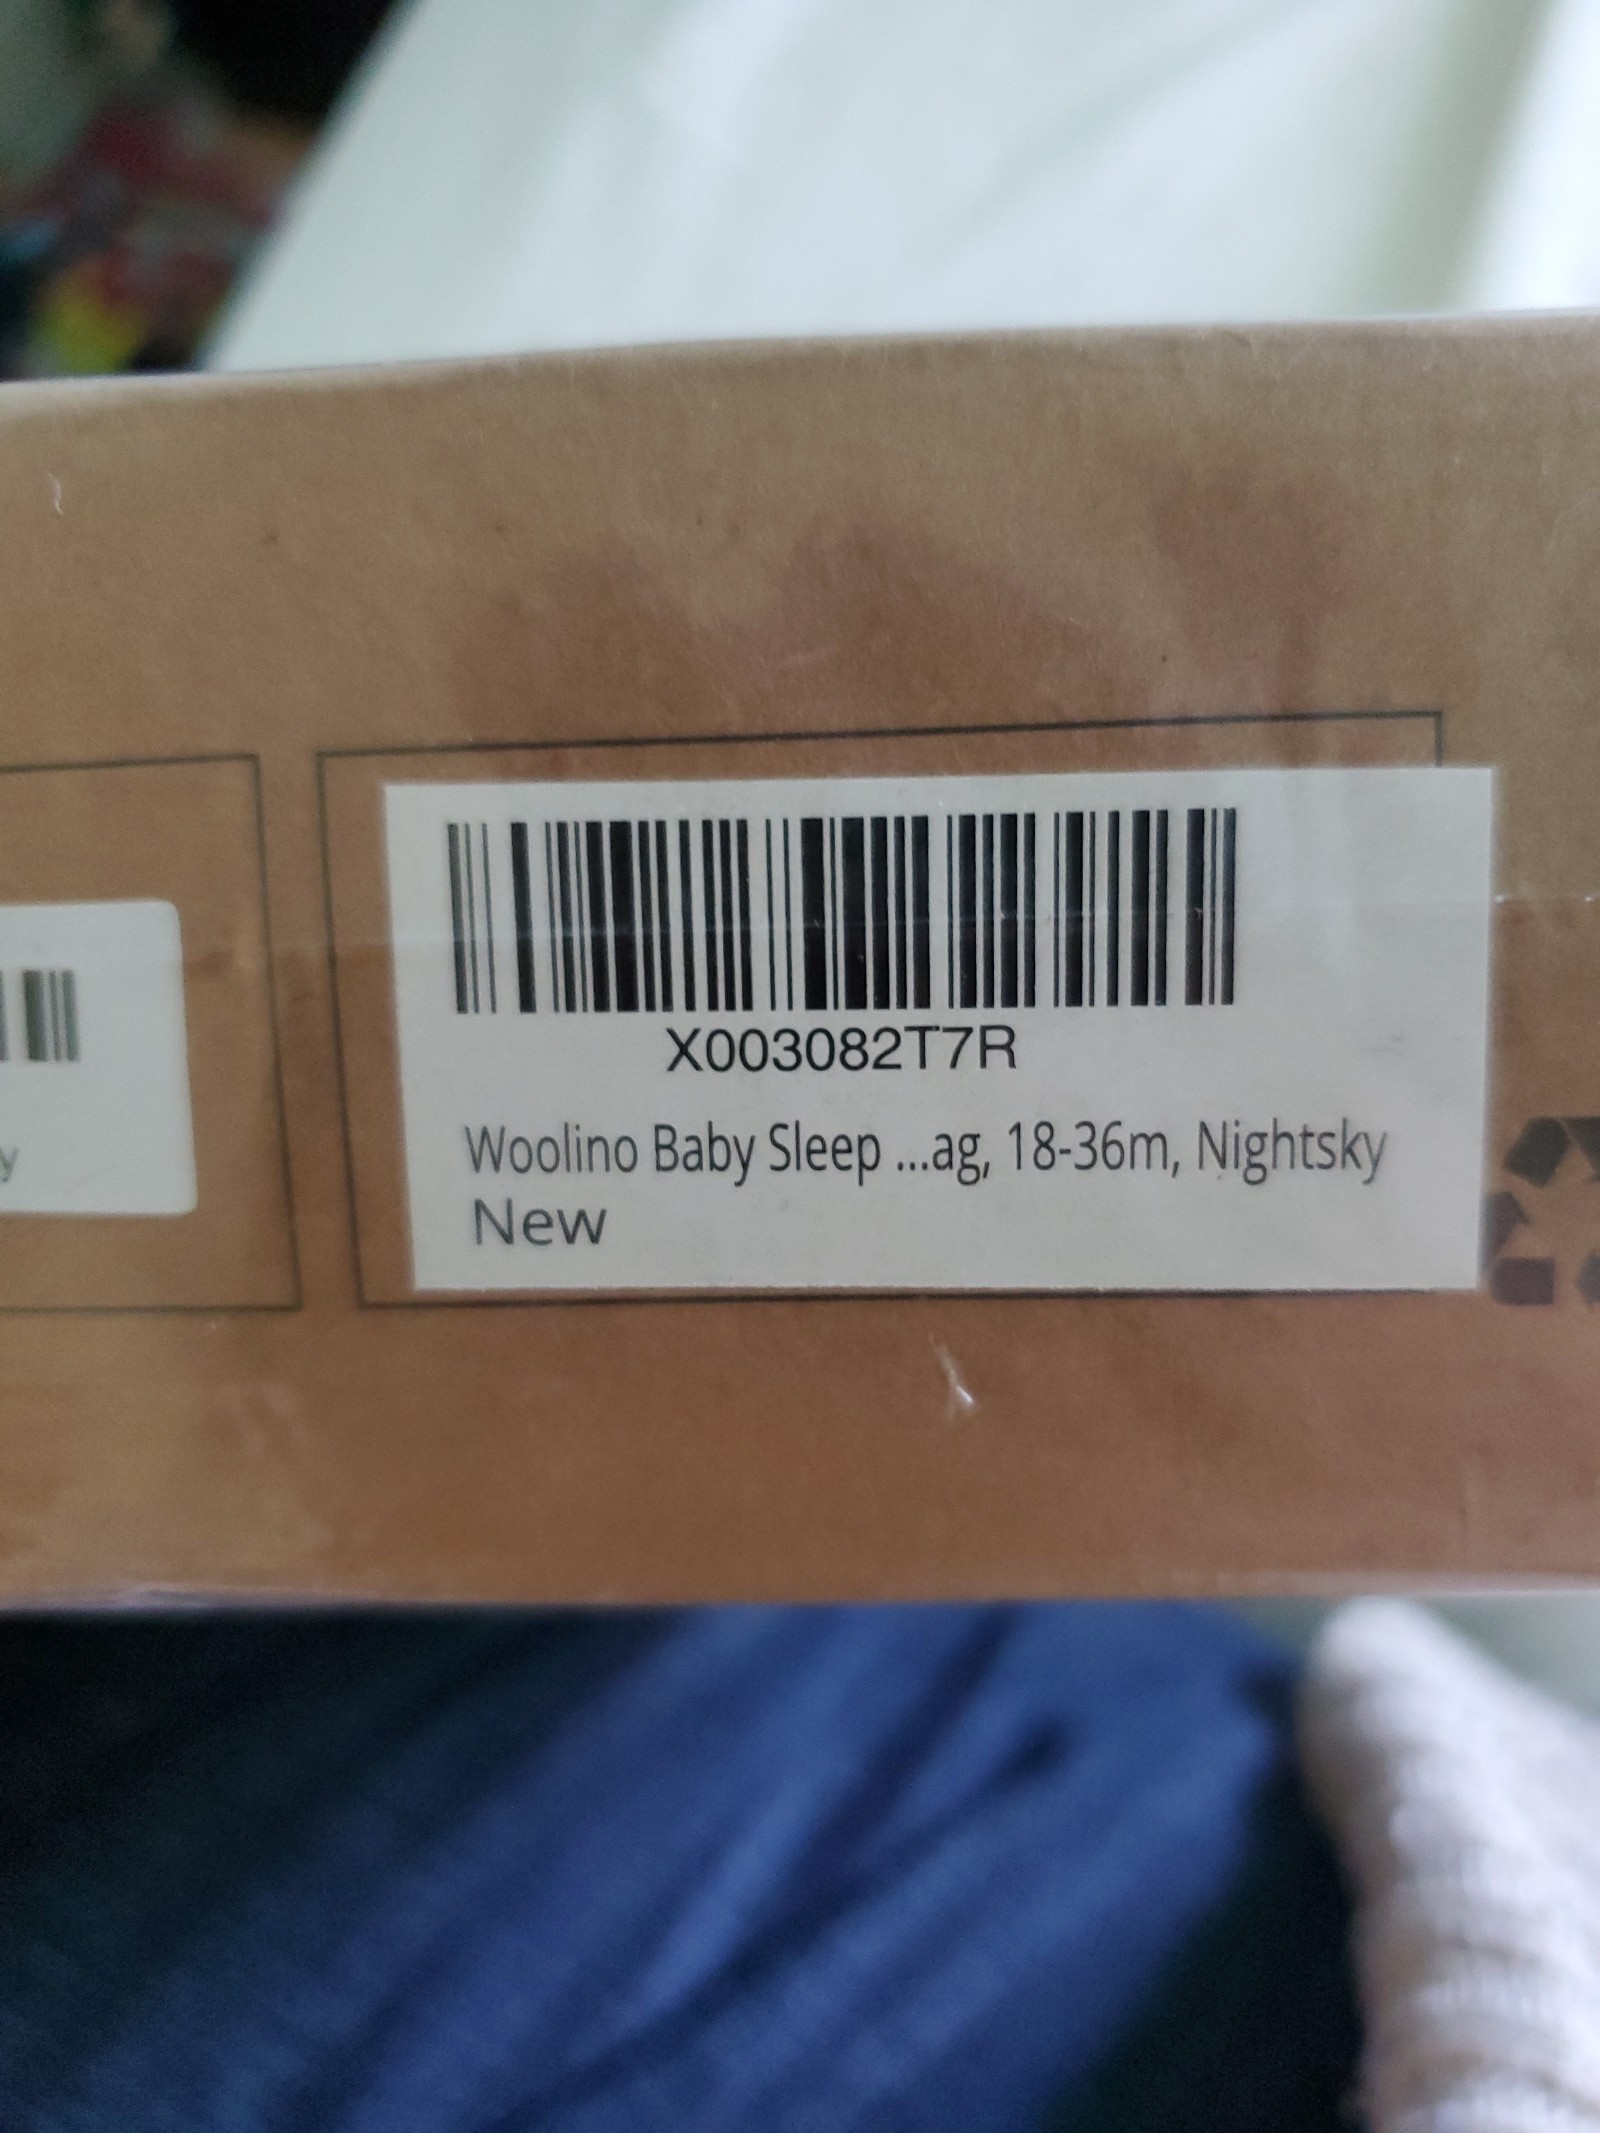 X003082T7R
Woolino Baby Sleep ...ag, 18-36m, Nightsky
New
y